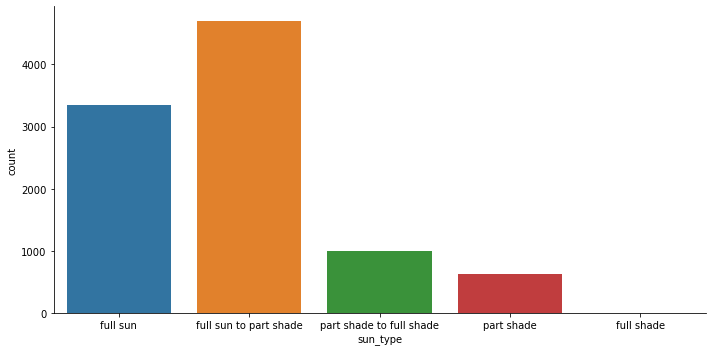 4000
3000
2000
1000
0
count
full sun
full sun to part shade
part shade to full shade
part shade
full shade
sun_type